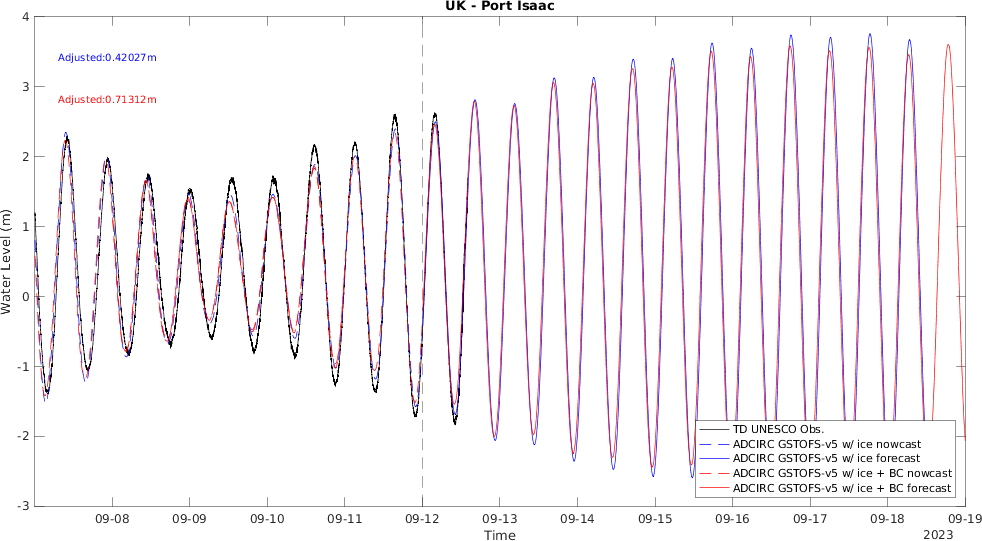 UK - Port Isaac
Adjusted:0.42027m
Adjusted:0.71312m
Water Level (m)
4
3
2
1
0
-1
-2
-3
TD UNESCO Obs.
ADCIRC GSTOFS-v5 w/ ice nowcast
ADCIRC GSTOFS-v5 w/ ice forecast
ADCIRC GSTOFS-v5 w/ ice + BC nowcast
ADCIRC GSTOFS-v5 w/ ice + BC forecast
09-08 09-09 09-10 09-11 09-12 09-13 09-14 09-15 09-16 09-17 09-18 09-19
Time
2023